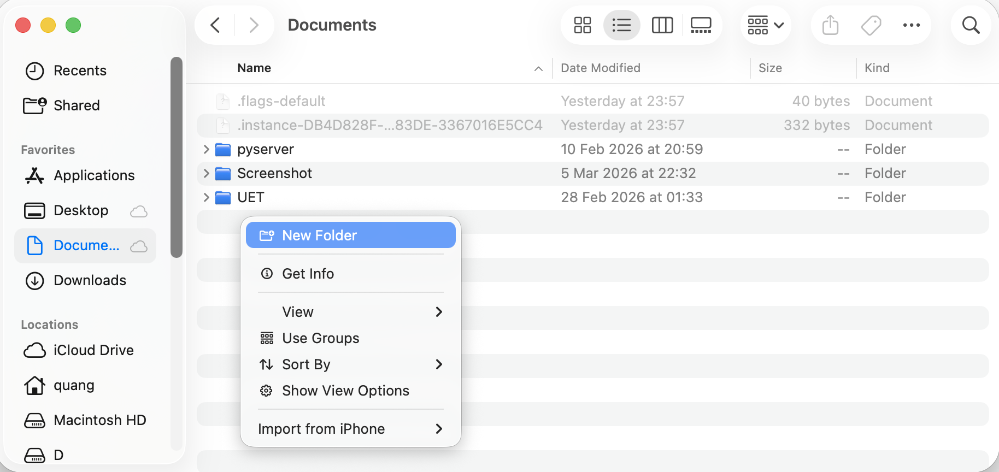 Documents
Recents
Shared
Favorites
Applications
Desktop
Docume...
Downloads
Locations
iCloud Drive
quang
Macintosh HD
D
Name Date Modified Size Kind
.flags-default Yesterday at 23:57 40 bytes Document
.instance-DB4D828F-...83DE-3367016E5CC4 Yesterday at 23:57 332 bytes Document
pyserver 10 Feb 2026 at 20:59 -- Folder
Screenshot 5 Mar 2026 at 22:32 -- Folder
UET 28 Feb 2026 at 01:33 -- Folder
New Folder
Get Info
View
Use Groups
Sort By
Show View Options
Import from iPhone